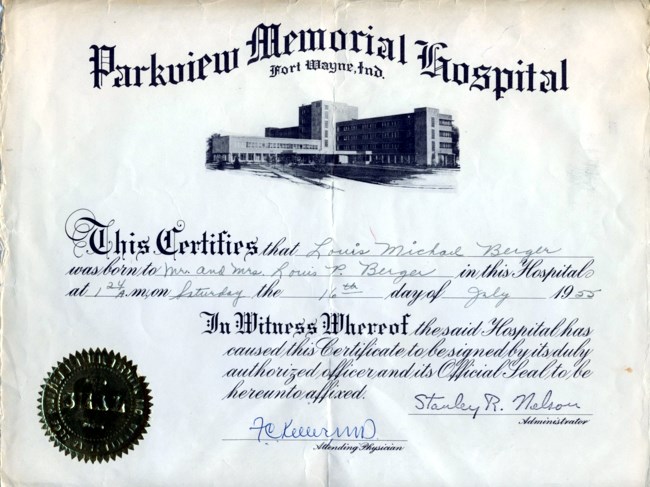 Parkview Memorial Hospital
Fort Wayne, Ind.
This Certifies that Louis Michael Berger
was born to Mr. and Mrs. Louis P. Berger in this Hospital
at 1 24 A.m, on Saturday the 16th day of July 1955
In Witness Whereof the said Hospital has
caused this Certificate to be signed by its duly
authorized officer and its Official Seal to be
hereunto affixed.
Stanley R. Nelson
Administrator
F C Keller MD
Attending Physician
SEAL